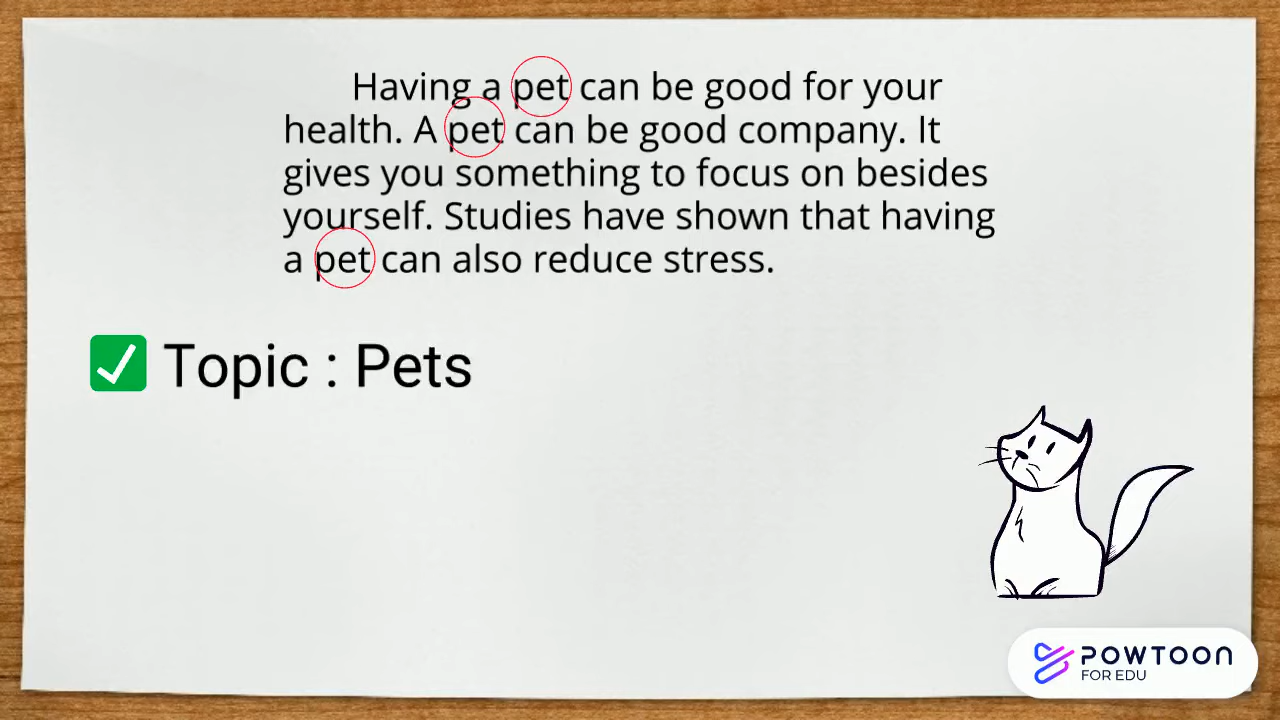 Having a pet can be good for your
health. A pet can be good company. It
gives you something to focus on besides
yourself. Studies have shown that having
a pet can also reduce stress.
✅ Topic : Pets
POWTOON
FOR EDU